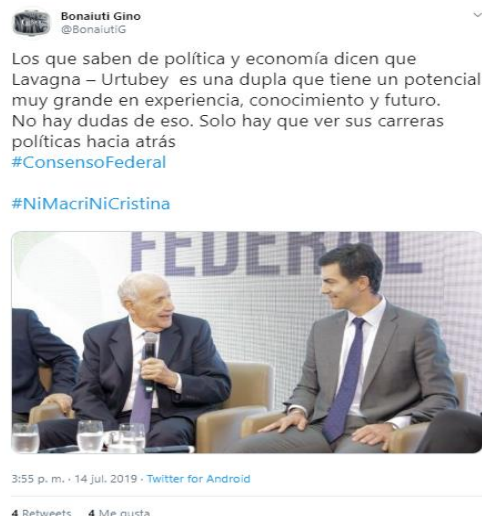 Bonaiuti Gino
@BonaiutiG
Los que saben de política y economía dicen que
Lavagna – Urtubey es una dupla que tiene un potencial
muy grande en experiencia, conocimiento y futuro.
No hay dudas de eso. Solo hay que ver sus carreras
políticas hacia atrás
#ConsensoFederal
#NiMacriNiCristina
FEDERAL
3:55 p. m. · 14 jul. 2019 · Twitter for Android
4 Retweets 4 Me gusta